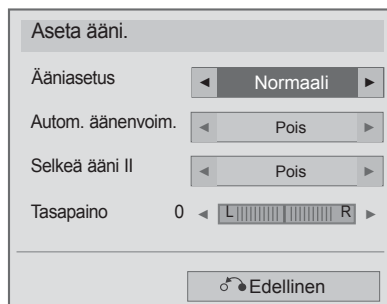 Aseta ääni.
Ääniasetus ◄ Normaali ►
Autom. äänenvoim. ◄ Pois ►
Selkeä ääni II ◄ Pois ►
Tasapaino 0 ◄ L R ►
Edellinen